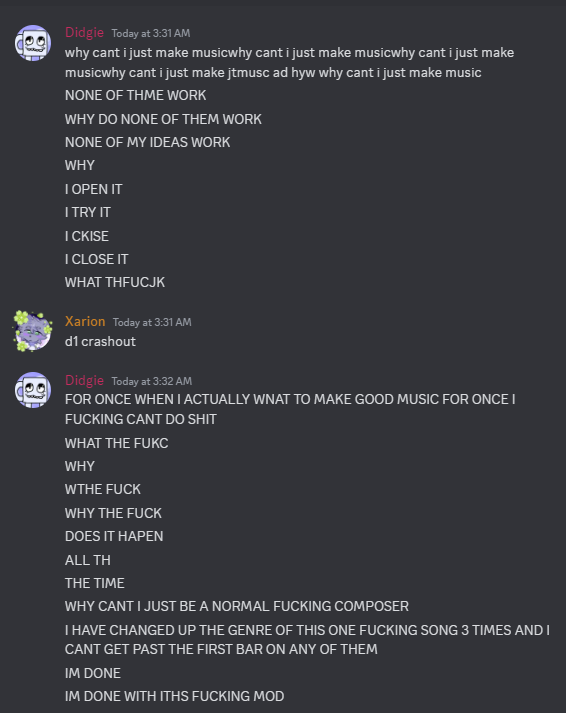 Didgie Today at 3:31 AM
why cant i just make musicwhy cant i just make musicwhy cant i just make
musicwhy cant i just make jtmusc ad hyw why cant i just make music
NONE OF THME WORK
WHY DO NONE OF THEM WORK
NONE OF MY IDEAS WORK
WHY
I OPEN IT
I TRY IT
I CKISE
I CLOSE IT
WHAT THFUCJK
Xarion Today at 3:31 AM
d1 crashout
Didgie Today at 3:32 AM
FOR ONCE WHEN I ACTUALLY WNAT TO MAKE GOOD MUSIC FOR ONCE I
FUCKING CANT DO SHIT
WHAT THE FUKC
WHY
WTHE FUCK
WHY THE FUCK
DOES IT HAPEN
ALL TH
THE TIME
WHY CANT I JUST BE A NORMAL FUCKING COMPOSER
I HAVE CHANGED UP THE GENRE OF THIS ONE FUCKING SONG 3 TIMES AND I
CANT GET PAST THE FIRST BAR ON ANY OF THEM
IM DONE
IM DONE WITH ITHS FUCKING MOD